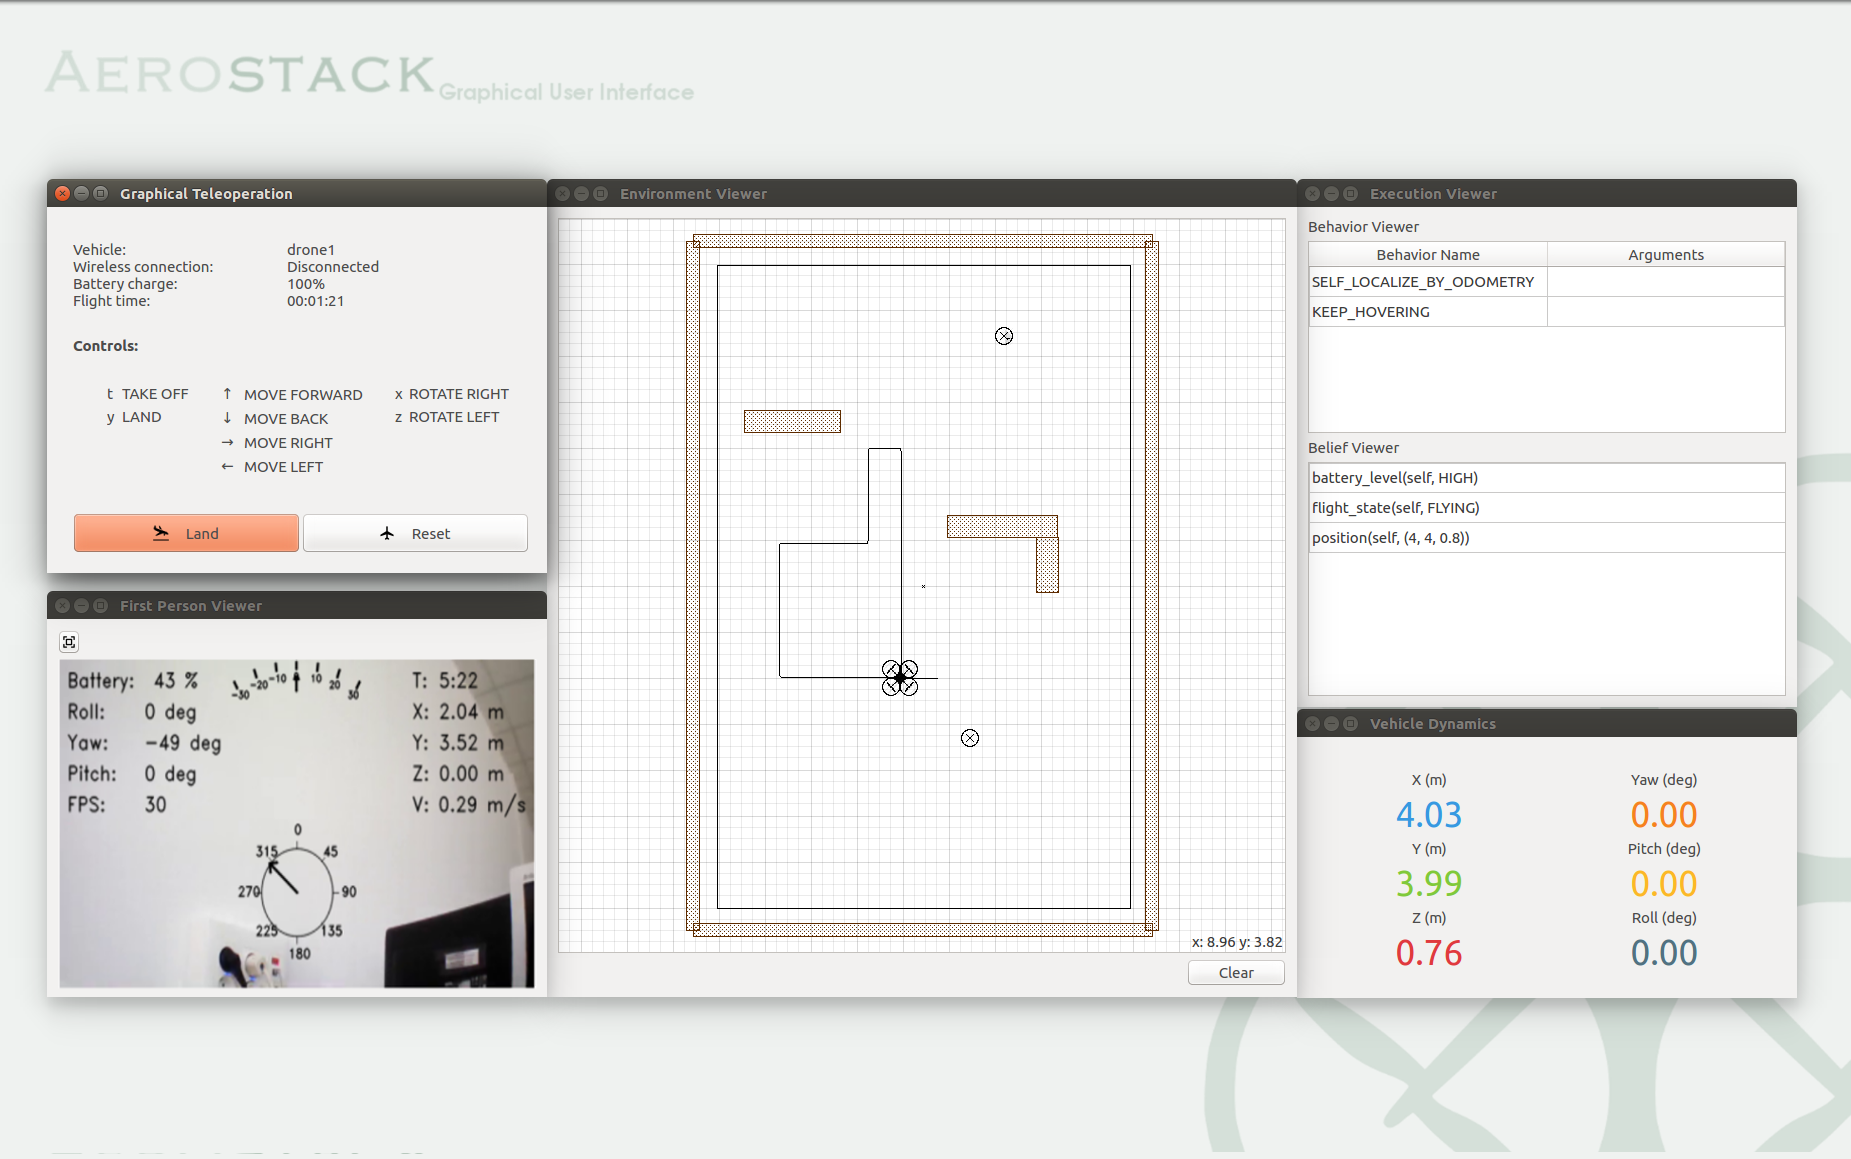 AEROSTACK Graphical User Interface
Graphical Teleoperation
Vehicle: drone1
Wireless connection: Disconnected
Battery charge: 100%
Flight time: 00:01:21
Controls:
t TAKE OFF ↑ MOVE FORWARD x ROTATE RIGHT
y LAND ↓ MOVE BACK z ROTATE LEFT
→ MOVE RIGHT
← MOVE LEFT
Land Reset
First Person Viewer
Battery: 43 % -30 -20 -10 10 20 30 T: 5:22
Roll: 0 deg X: 2.04 m
Yaw: -49 deg Y: 3.52 m
Pitch: 0 deg Z: 0.00 m
FPS: 30 V: 0.29 m/s
0
315 45
270 90
225 135
180
Environment Viewer
x: 8.96 y: 3.82
Clear
Execution Viewer
Behavior Viewer
Behavior Name Arguments
SELF_LOCALIZE_BY_ODOMETRY
KEEP_HOVERING
Belief Viewer
battery_level(self, HIGH)
flight_state(self, FLYING)
position(self, (4, 4, 0.8))
Vehicle Dynamics
X (m) Yaw (deg)
4.03 0.00
Y (m) Pitch (deg)
3.99 0.00
Z (m) Roll (deg)
0.76 0.00